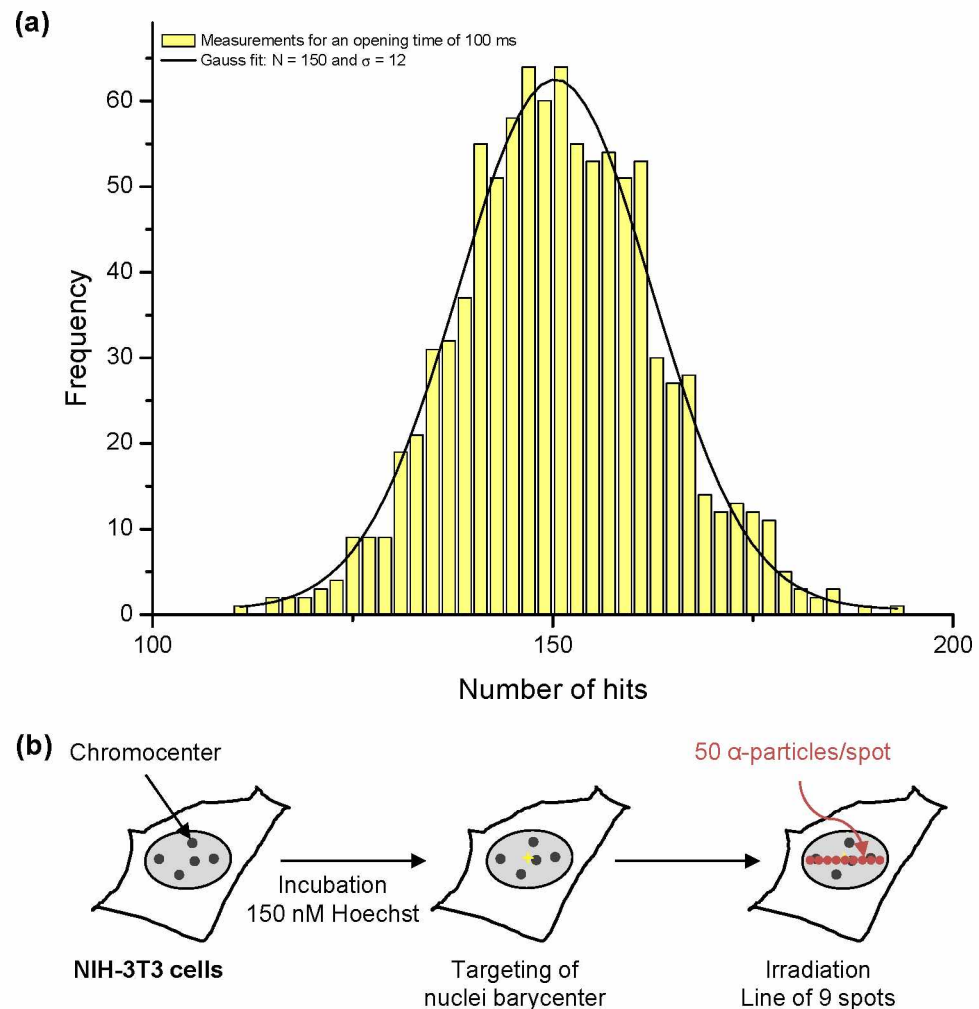 (a)
Measurements for an opening time of 100 ms
Gauss fit: N = 150 and σ = 12
60
50
40
30
20
10
0
Frequency
100
150
200
Number of hits
(b)
Chromocenter
50 α-particles/spot
Incubation
150 nM Hoechst
NIH-3T3 cells
Targeting of
nuclei barycenter
Irradiation
Line of 9 spots